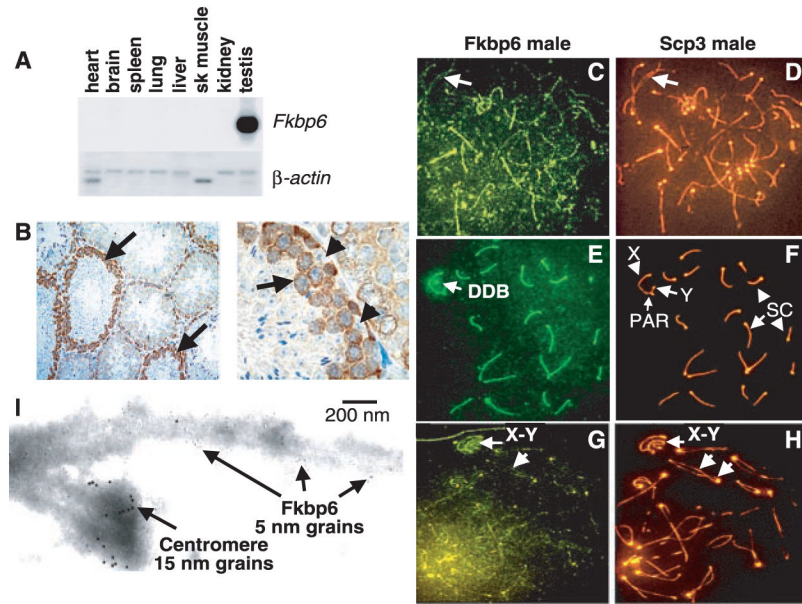 A
heart
brain
spleen
lung
liver
sk muscle
kidney
testis
Fkbp6
β-actin
B
I
200 nm
Fkbp6
5 nm grains
Centromere
15 nm grains
Fkbp6 male
Scp3 male
C
D
E
DDB
F
X
Y
PAR
SC
G
X-Y
H
X-Y